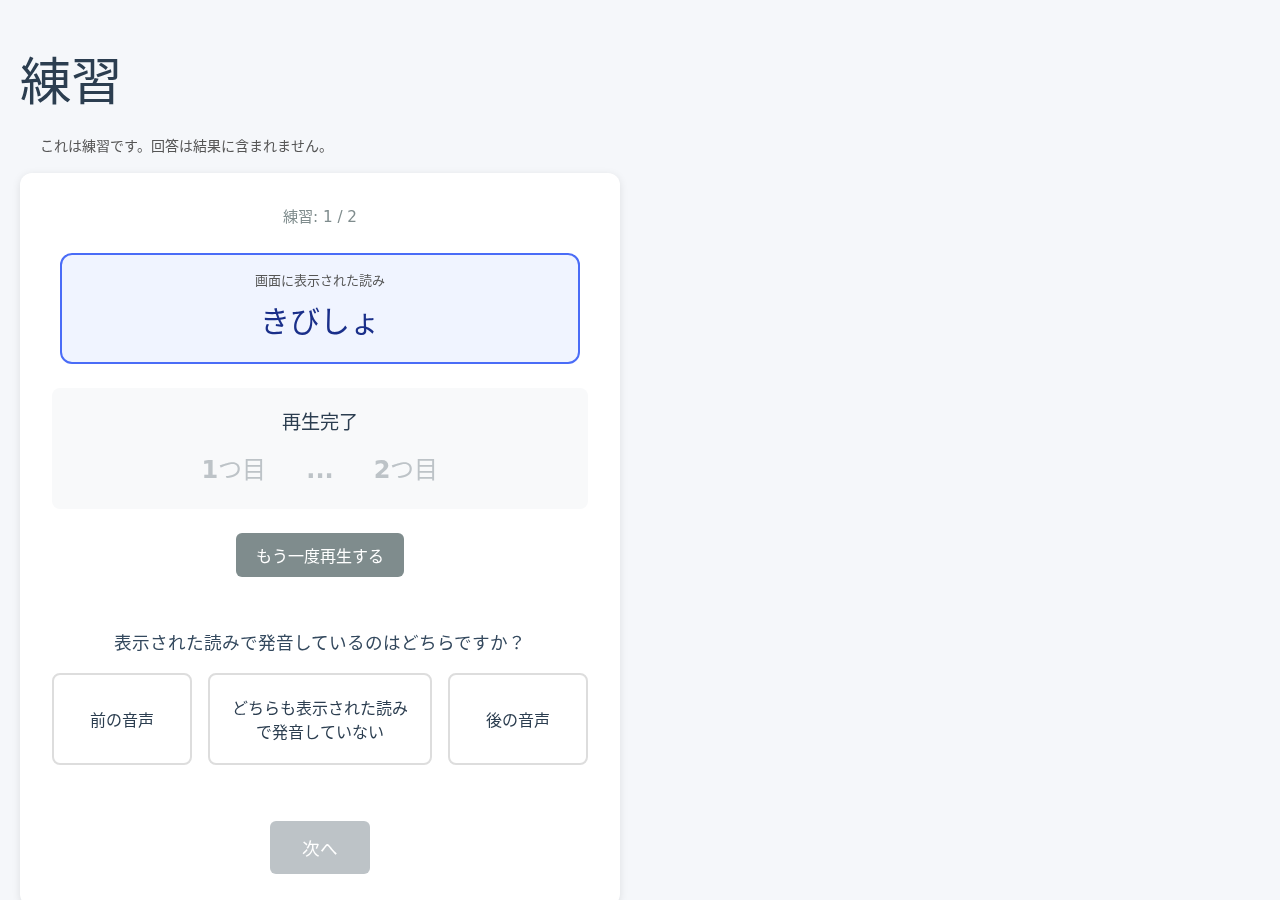 練習
これは練習です。回答は結果に含まれません。
練習: 1 / 2
画面に表示された読み
きびしょ
再生完了
1つ目 ... 2つ目
もう一度再生する
表示された読みで発音しているのはどちらですか？
前の音声
どちらも表示された読み
で発音していない
後の音声
次へ